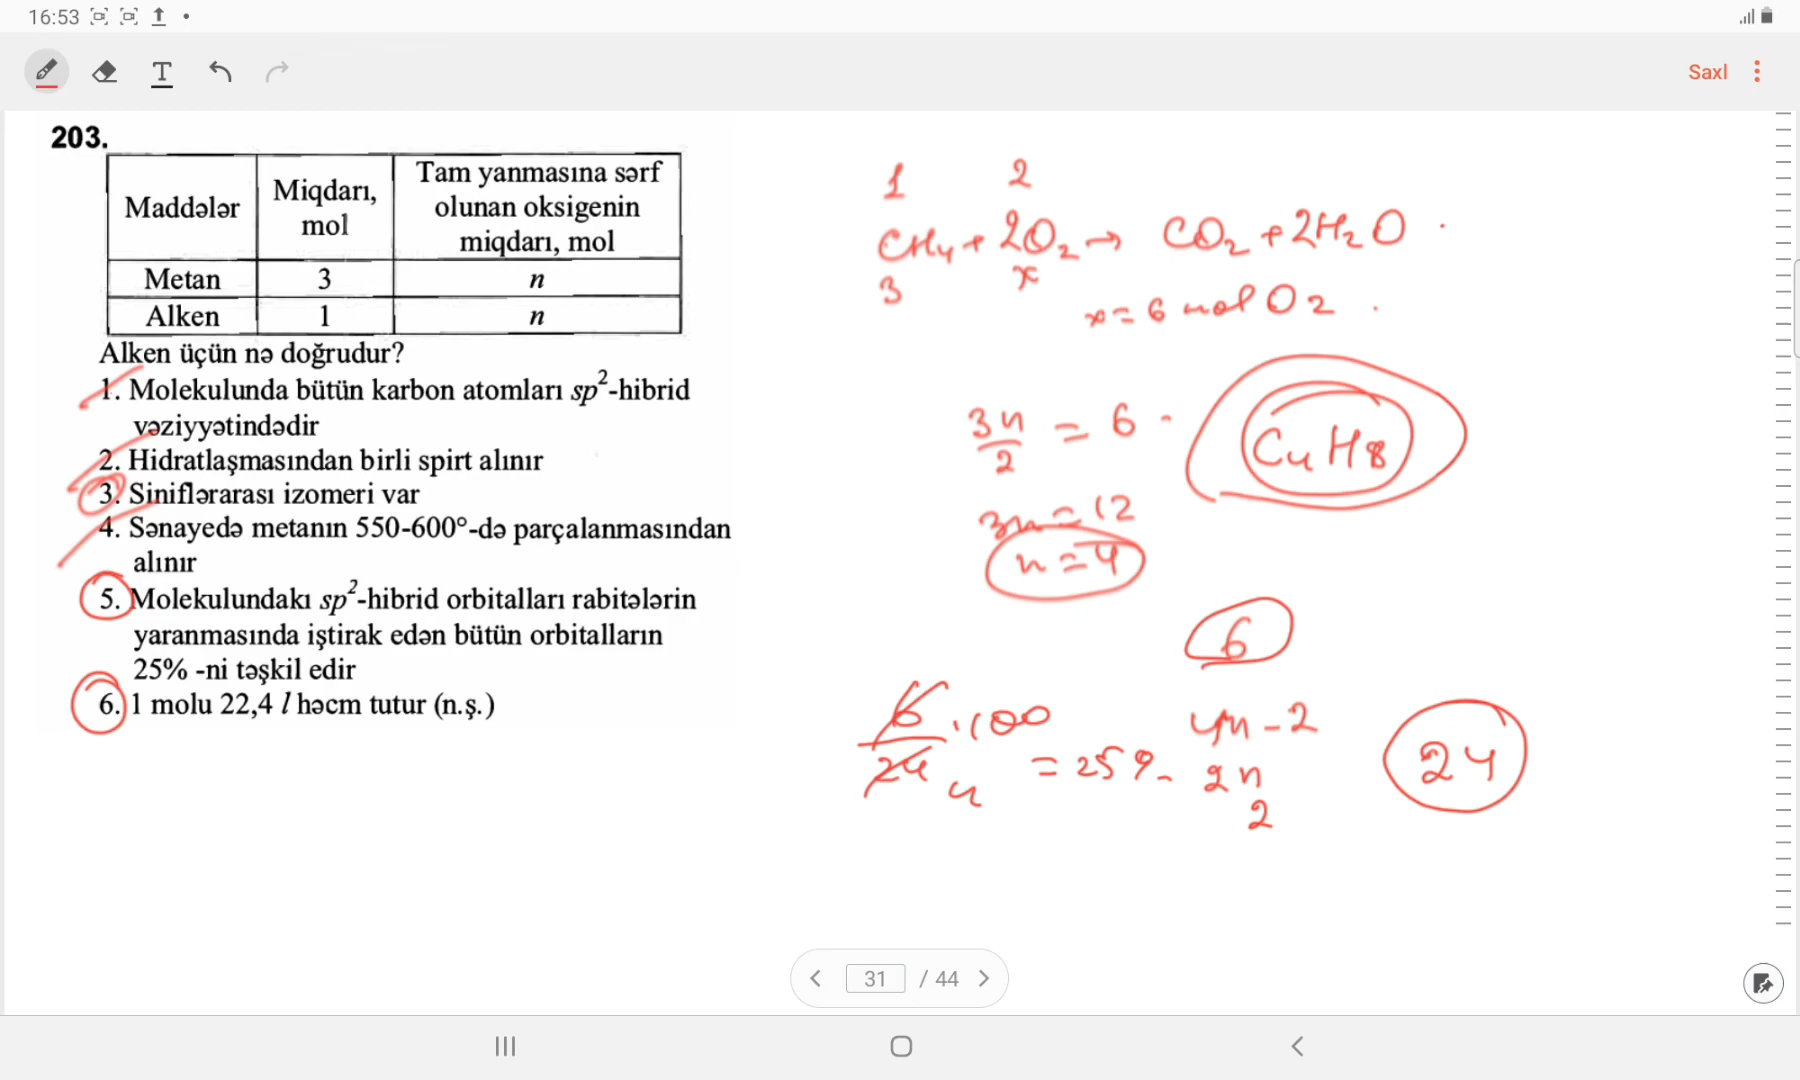 16:53
Saxl
203.
Maddələr
Miqdarı, mol
Tam yanmasına sərf olunan oksigenin miqdarı, mol
Metan 3 n
Alken 1 n
Alken üçün nə doğrudur?
1. Molekulunda bütün karbon atomları sp²-hibrid
vəziyyətindədir
2. Hidratlaşmasından birli spirt alınır
3. Siniflərarası izomeri var
4. Sənayedə metanın 550-600°-də parçalanmasından
alınır
5. Molekulundakı sp²-hibrid orbitalları rabitələrin
yaranmasında iştirak edən bütün orbitalların
25% -ni təşkil edir
6. 1 molu 22,4 l həcm tutur (n.ş.)
1 2
CH4 + 2O2 → CO2 + 2H2O
3 x
x = 6 mol O2
3n/2 = 6
C4H8
3n = 12
n = 4
6
6/24 · 100 = 25%
4
4n - 2
2n
2
24
31 / 44